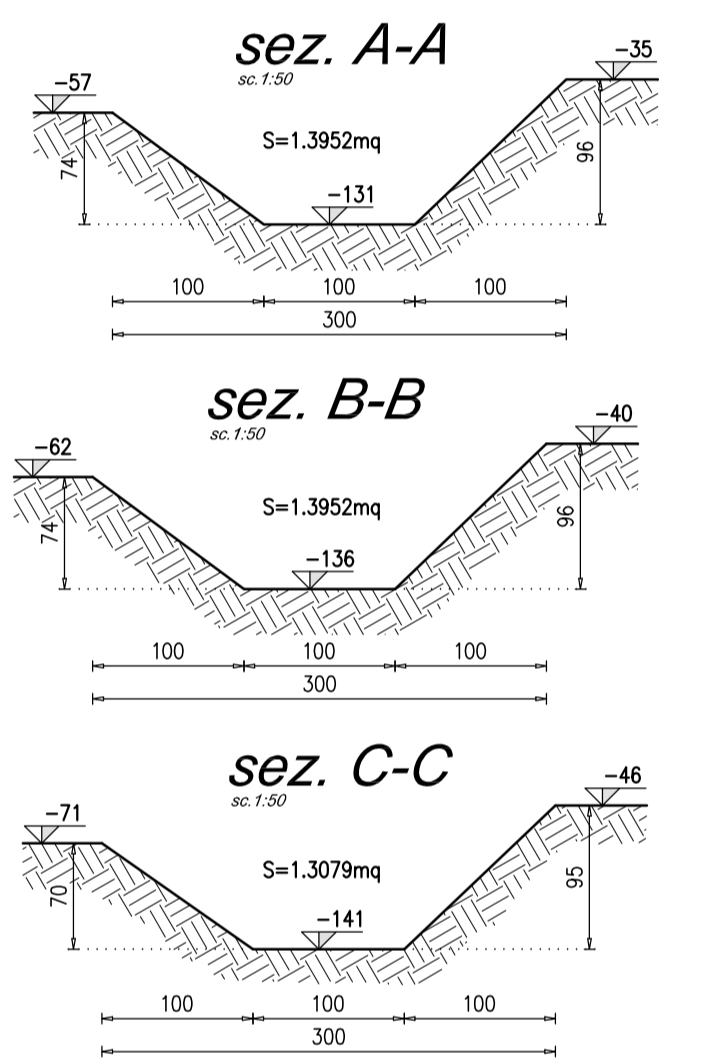 sez. A-A
sc.1:50
-35
-57
S=1.3952mq
74
96
-131
100 100 100
300
sez. B-B
sc.1:50
-40
-62
S=1.3952mq
74
96
-136
100 100 100
300
sez. C-C
sc.1:50
-46
-71
S=1.3079mq
70
95
-141
100 100 100
300